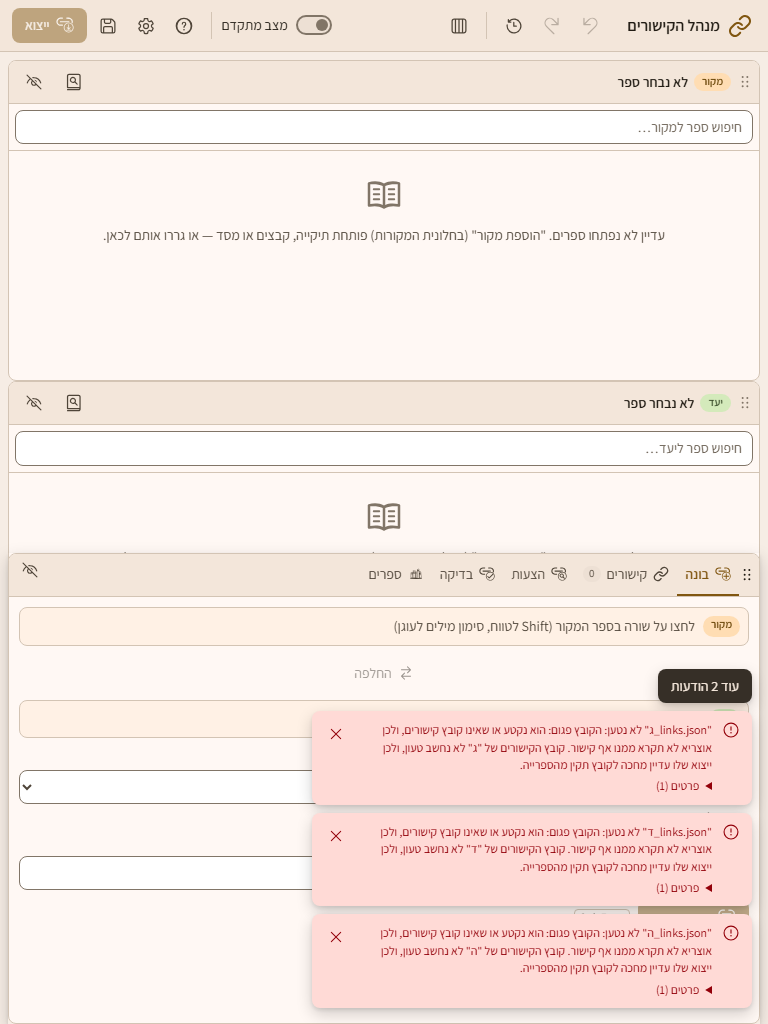 מנהל הקישורים
מצב מתקדם
ייצוא
מקור
לא נבחר ספר
חיפוש ספר למקור…
עדיין לא נפתחו ספרים. "הוספת מקור" (בחלונית המקורות) פותחת תיקייה, קבצים או מסד — או גררו אותם לכאן.
יעד
לא נבחר ספר
חיפוש ספר ליעד…
בונה
קישורים
0
הצעות
בדיקה
ספרים
מקור
לחצו על שורה בספר המקור (Shift לטווח, סימון מילים לעוגן)
החלפה
עוד 2 הודעות
"ג_links.json" לא נטען: הקובץ פגום: הוא נקטע או שאינו קובץ קישורים, ולכן
אוצריא לא תקרא ממנו אף קישור. קובץ הקישורים של "ג" לא נחשב טעון, ולכן
ייצוא שלו עדיין מחכה לקובץ תקין מהספרייה.
פרטים (1)
"ד_links.json" לא נטען: הקובץ פגום: הוא נקטע או שאינו קובץ קישורים, ולכן
אוצריא לא תקרא ממנו אף קישור. קובץ הקישורים של "ד" לא נחשב טעון, ולכן
ייצוא שלו עדיין מחכה לקובץ תקין מהספרייה.
פרטים (1)
"ה_links.json" לא נטען: הקובץ פגום: הוא נקטע או שאינו קובץ קישורים, ולכן
אוצריא לא תקרא ממנו אף קישור. קובץ הקישורים של "ה" לא נחשב טעון, ולכן
ייצוא שלו עדיין מחכה לקובץ תקין מהספרייה.
פרטים (1)